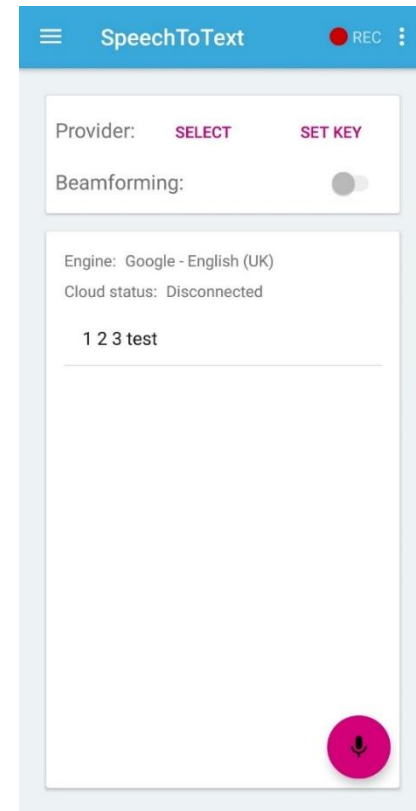 SpeechToText REC
Provider: SELECT SET KEY
Beamforming:
Engine: Google - English (UK)
Cloud status: Disconnected
1 2 3 test